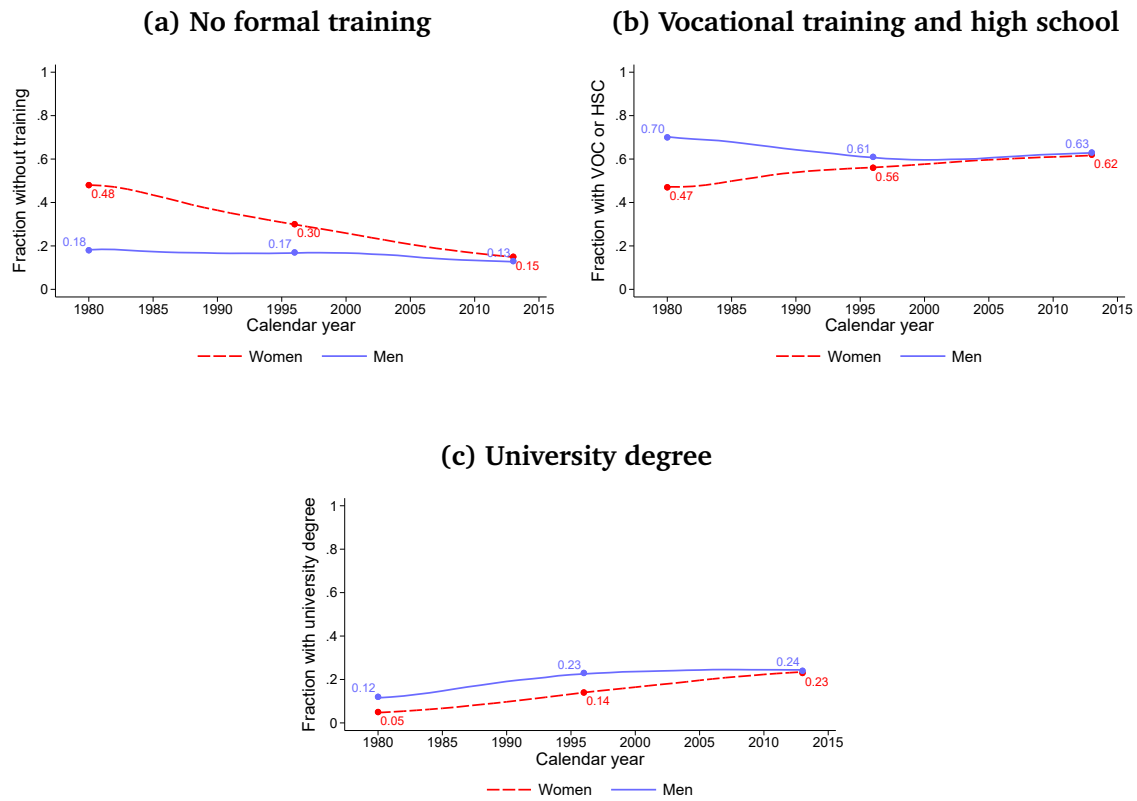 (a) No formal training
Fraction without training
1
.8
.6
.4
.2
0
0.48
0.30
0.15
0.18
0.17
0.13
1980 1985 1990 1995 2000 2005 2010 2015
Calendar year
Women Men
(b) Vocational training and high school
Fraction with VOC or HSC
1
.8
.6
.4
.2
0
0.70
0.61
0.63
0.47
0.56
0.62
1980 1985 1990 1995 2000 2005 2010 2015
Calendar year
Women Men
(c) University degree
Fraction with university degree
1
.8
.6
.4
.2
0
0.12
0.23
0.24
0.05
0.14
0.23
1980 1985 1990 1995 2000 2005 2010 2015
Calendar year
Women Men